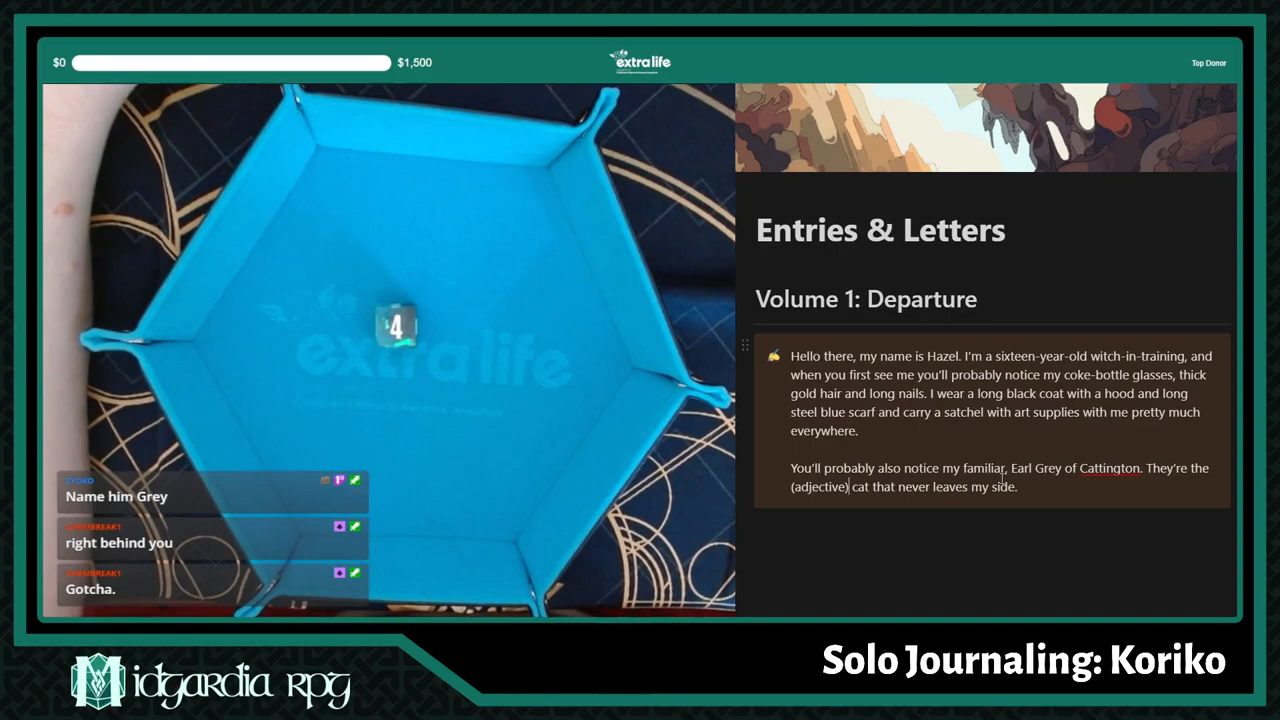 $0
$1,500
extralife
Top Donor
4
extralife
Entries & Letters
Volume 1: Departure
Hello there, my name is Hazel. I'm a sixteen-year-old witch-in-training, and
when you first see me you'll probably notice my coke-bottle glasses, thick
gold hair and long nails. I wear a long black coat with a hood and long
steel blue scarf and carry a satchel with art supplies with me pretty much
everywhere.
You'll probably also notice my familiar, Earl Grey of Cattington. They're the
(adjective) cat that never leaves my side.
Name him Grey
right behind you
Gotcha.
Midgardia RPG
Solo Journaling: Koriko